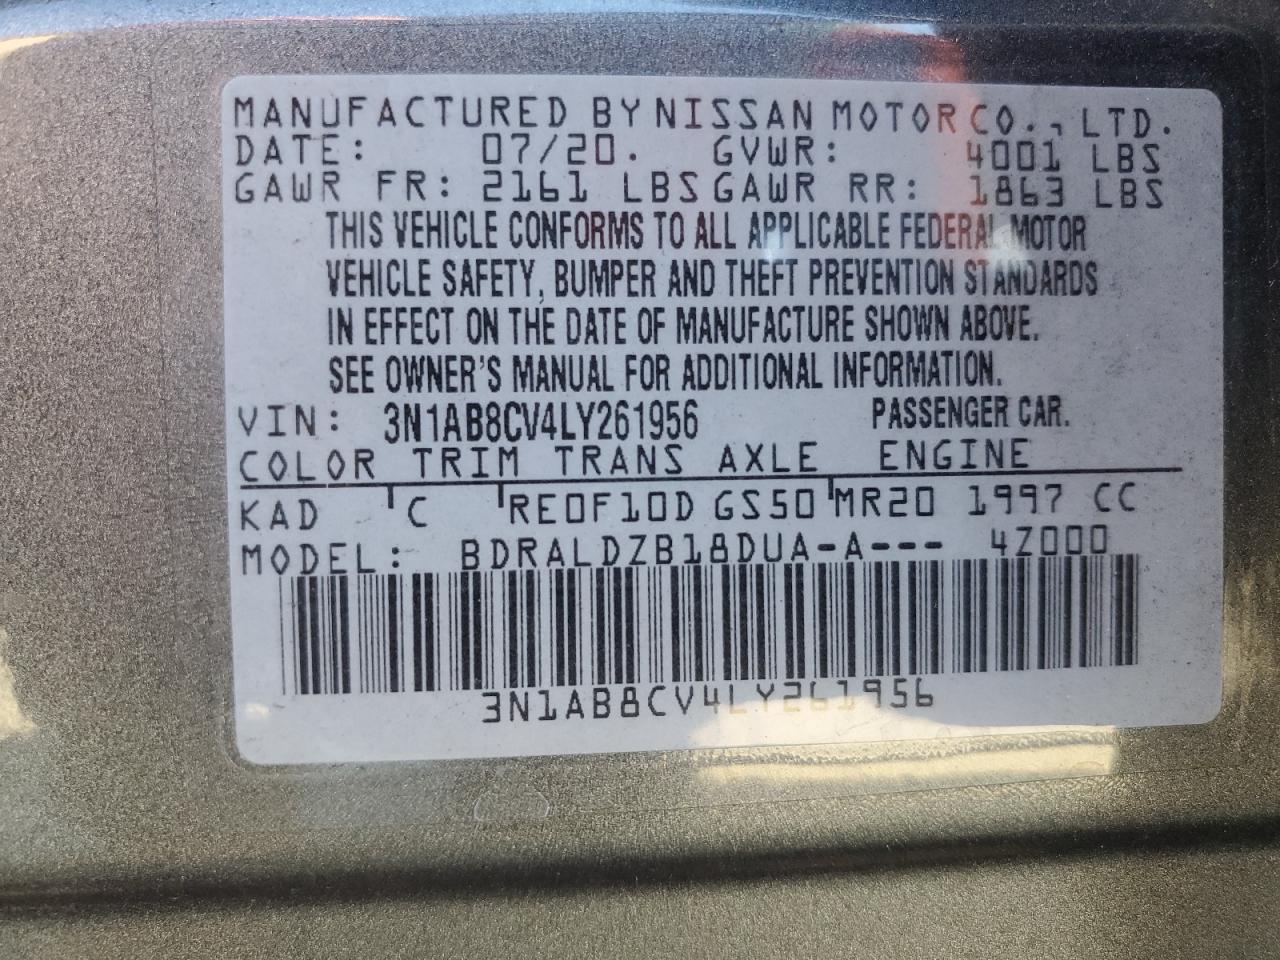 MANUFACTURED BY NISSAN MOTOR CO., LTD.
DATE: 07/20. GVWR: 4001 LBS
GAWR FR: 2161 LBS GAWR RR: 1863 LBS
THIS VEHICLE CONFORMS TO ALL APPLICABLE FEDERAL MOTOR
VEHICLE SAFETY, BUMPER AND THEFT PREVENTION STANDARDS
IN EFFECT ON THE DATE OF MANUFACTURE SHOWN ABOVE.
SEE OWNER'S MANUAL FOR ADDITIONAL INFORMATION.
VIN: 3N1AB8CV4LY261956 PASSENGER CAR.
COLOR TRIM TRANS AXLE ENGINE
KAD C RE0F10D GS50 MR20 1997 CC
MODEL: BDRALDZB18DUA-A--- 4Z000
3N1AB8CV4LY261956